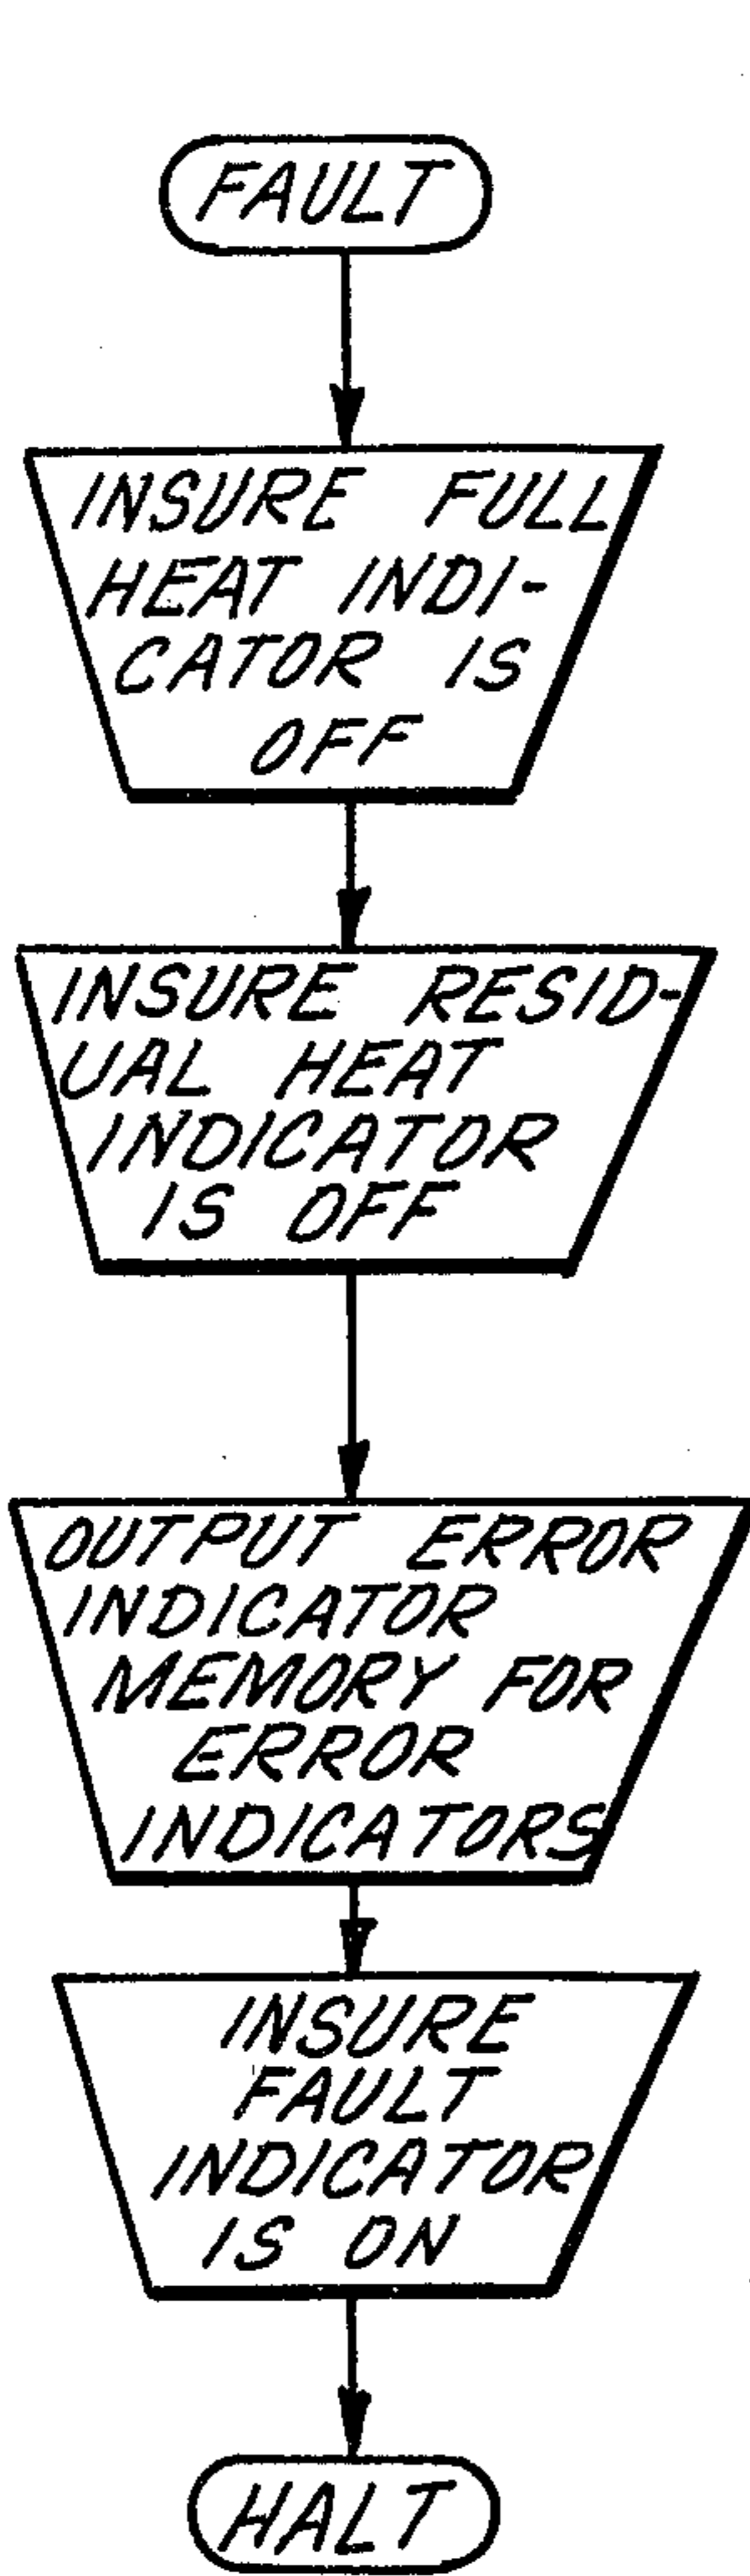 FAULT
INSURE FULL
HEAT INDI-
CATOR IS
OFF
INSURE RESID-
UAL HEAT
INDICATOR
IS OFF
OUTPUT ERROR
INDICATOR
MEMORY FOR
ERROR
INDICATORS
INSURE
FAULT
INDICATOR
IS ON
HALT